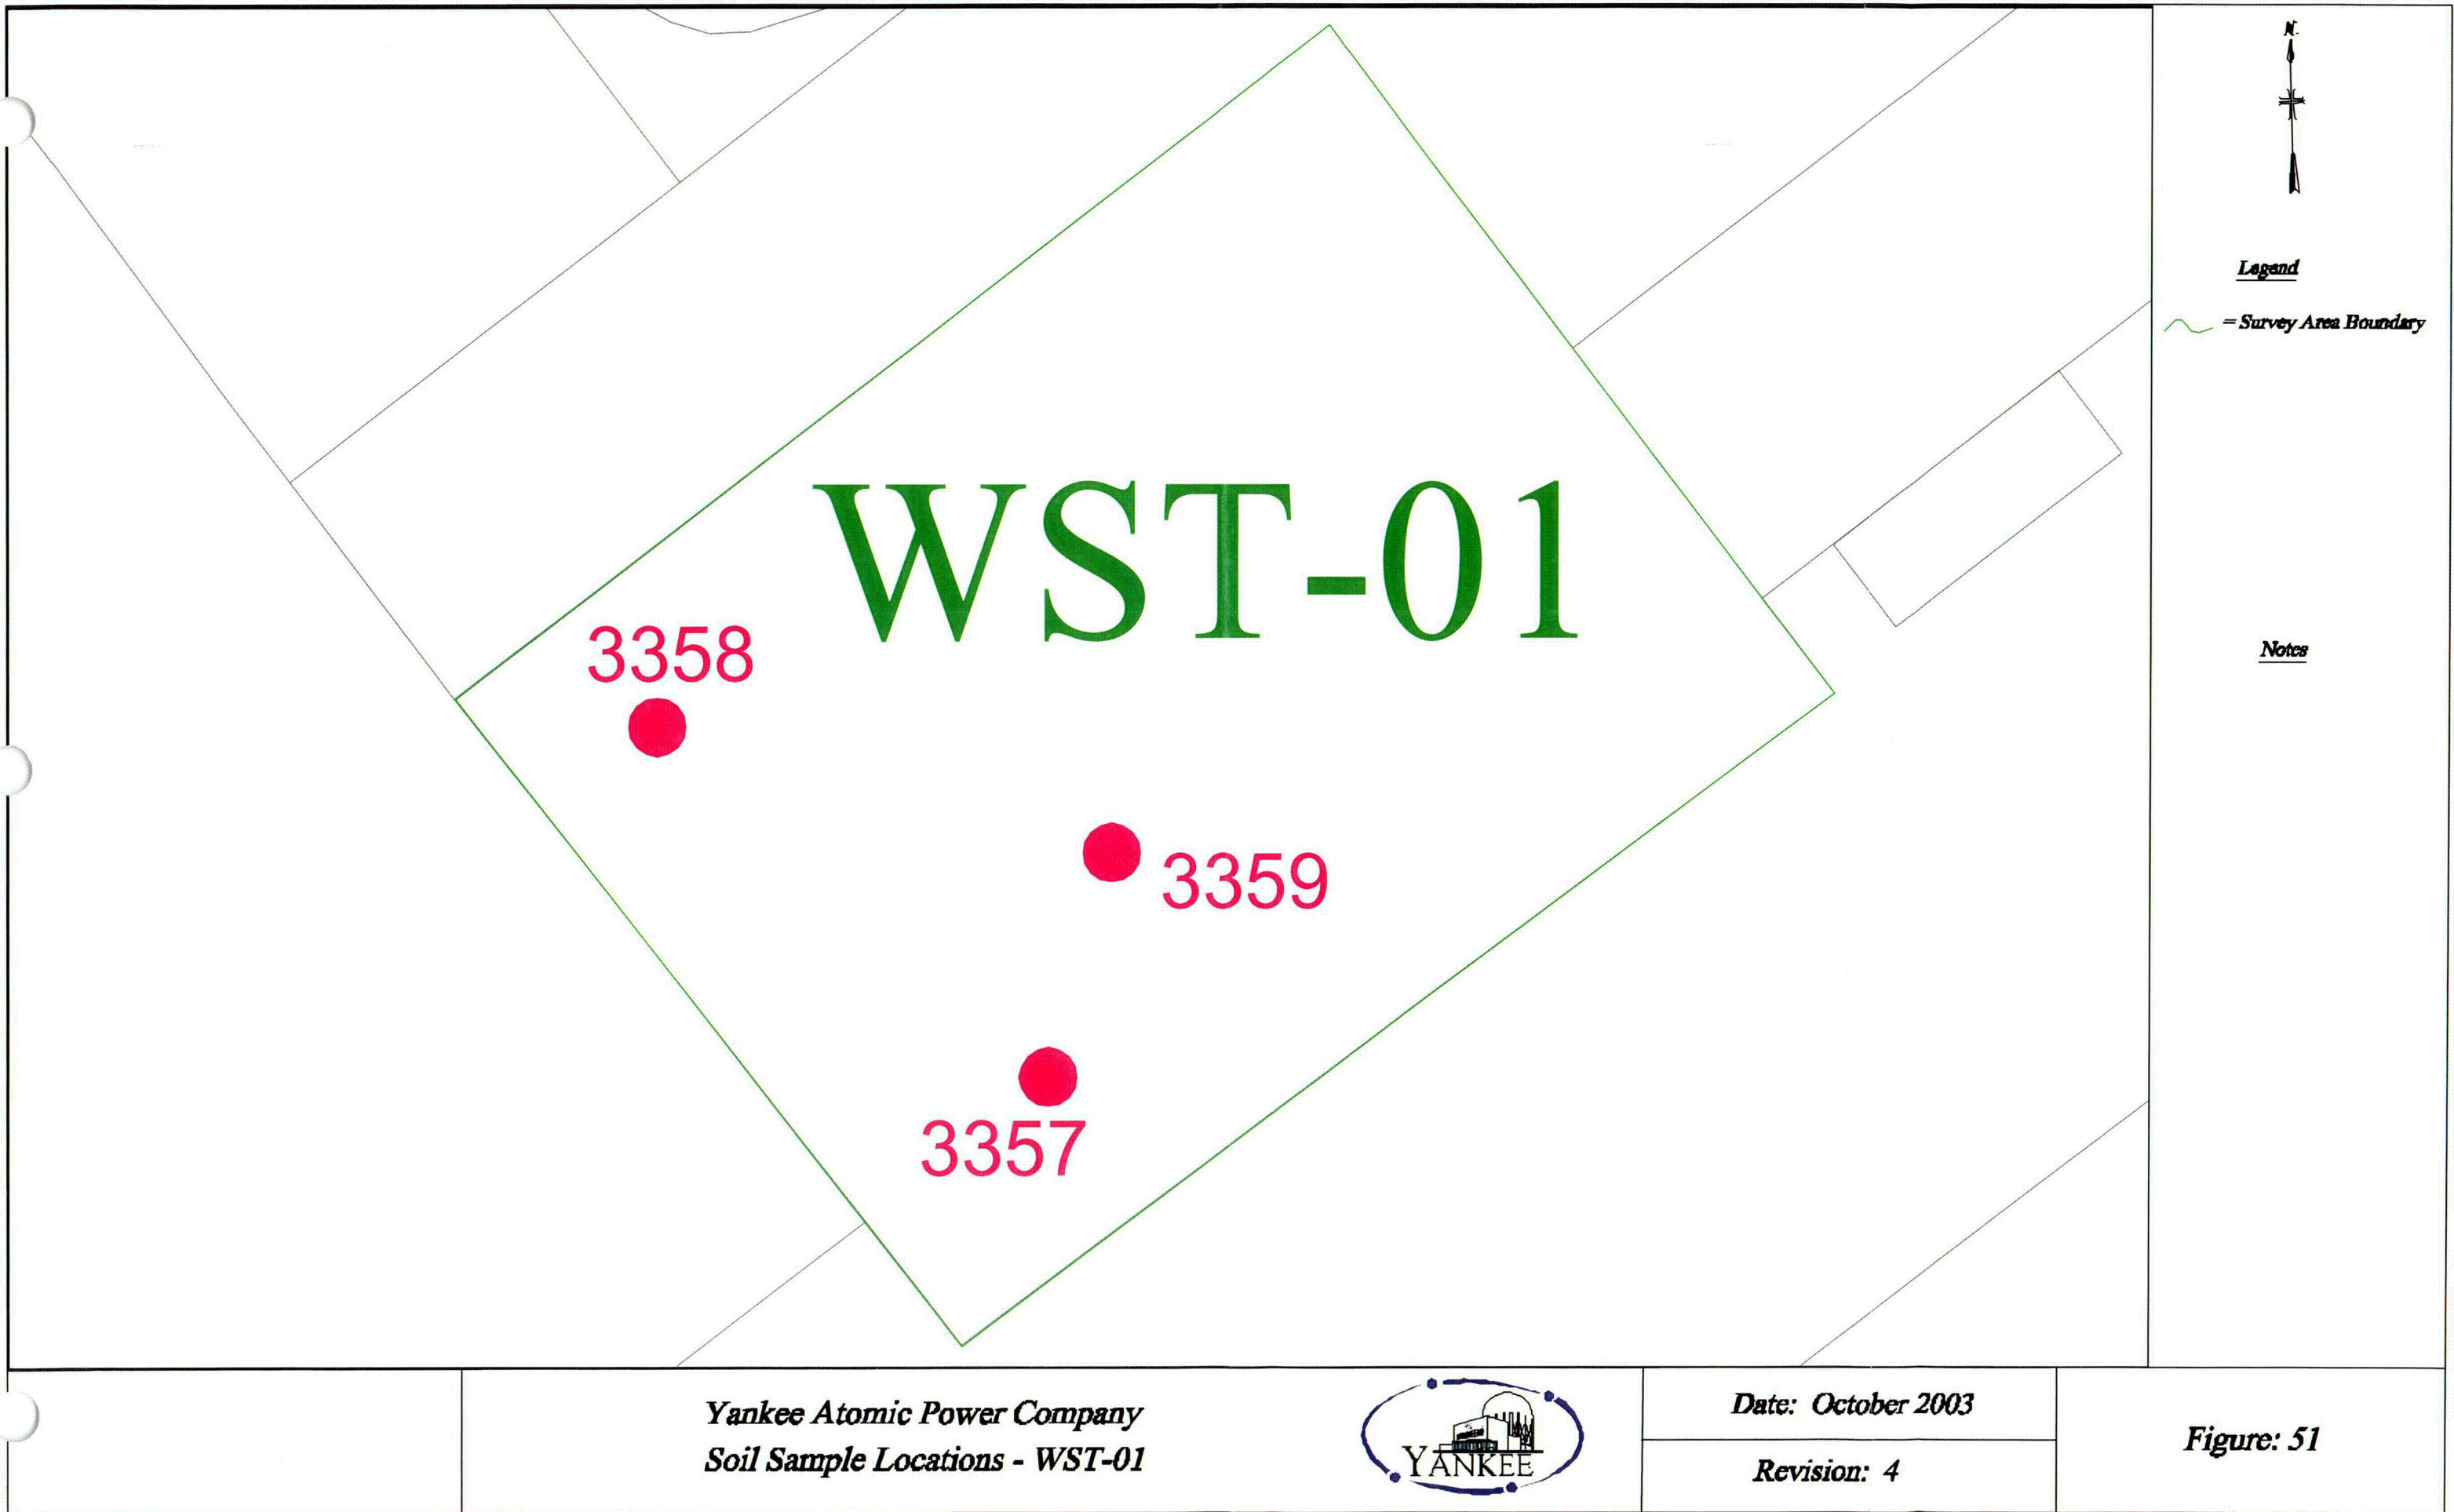 N
Legend
= Survey Area Boundary
WST-01
3358
Notes
3359
3357
Yankee Atomic Power Company
Soil Sample Locations - WST-01
YANKEE
Date: October 2003
Revision: 4
Figure: 51